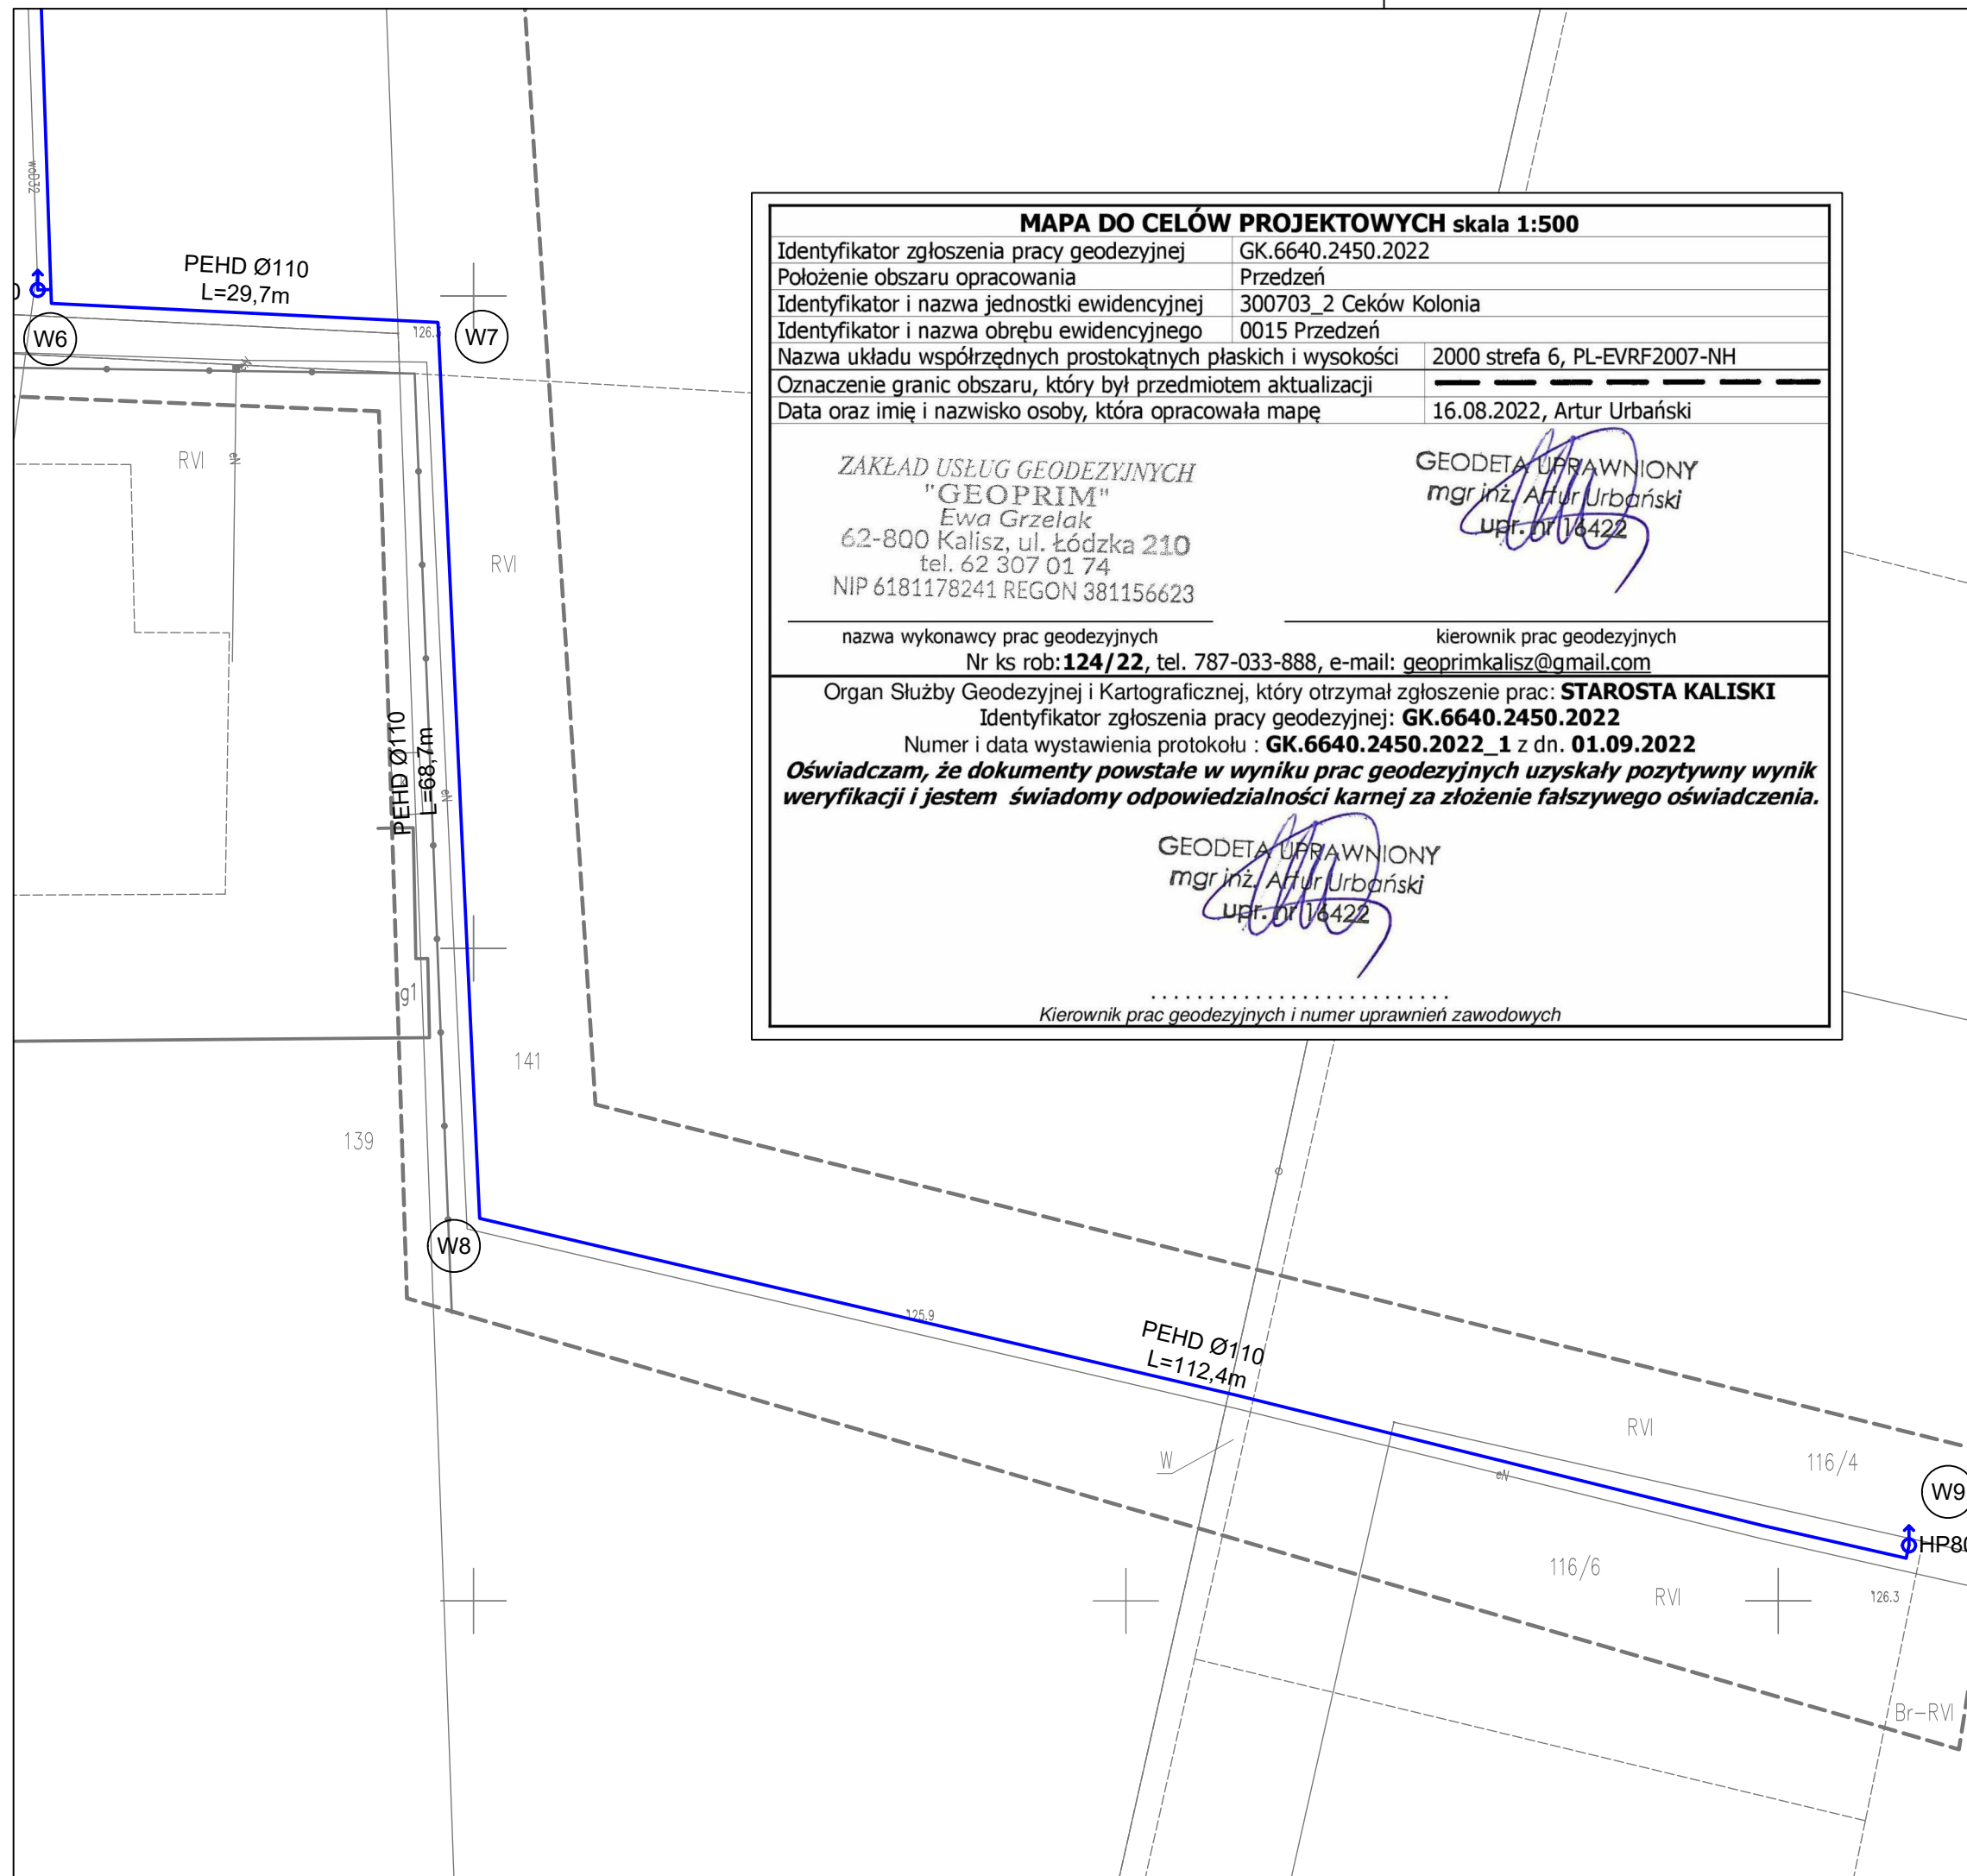 woD32
PEHD Ø110
L=29,7m
0
W6
126.
W7
RVI
eN
RVI
PEHD Ø110
L=68,7m
eN
g1
141
139
W8
MAPA DO CELÓW PROJEKTOWYCH skala 1:500
Identyfikator zgłoszenia pracy geodezyjnej GK.6640.2450.2022
Położenie obszaru opracowania Przedzeń
Identyfikator i nazwa jednostki ewidencyjnej 300703_2 Ceków Kolonia
Identyfikator i nazwa obrębu ewidencyjnego 0015 Przedzeń
Nazwa układu współrzędnych prostokątnych płaskich i wysokości 2000 strefa 6, PL-EVRF2007-NH
Oznaczenie granic obszaru, który był przedmiotem aktualizacji
Data oraz imię i nazwisko osoby, która opracowała mapę 16.08.2022, Artur Urbański
ZAKŁAD USŁUG GEODEZYJNYCH
"GEOPRIM"
Ewa Grzelak
62-800 Kalisz, ul. Łódzka 210
tel. 62 307 01 74
NIP 6181178241 REGON 381156623
GEODETA UPRAWNIONY
mgr inż. Artur Urbański
upr. nr 16422
nazwa wykonawcy prac geodezyjnych
kierownik prac geodezyjnych
Nr ks rob:124/22, tel. 787-033-888, e-mail: geoprimkalisz@gmail.com
Organ Służby Geodezyjnej i Kartograficznej, który otrzymał zgłoszenie prac: STAROSTA KALISKI
Identyfikator zgłoszenia pracy geodezyjnej: GK.6640.2450.2022
Numer i data wystawienia protokołu : GK.6640.2450.2022_1 z dn. 01.09.2022
Oświadczam, że dokumenty powstałe w wyniku prac geodezyjnych uzyskały pozytywny wynik
weryfikacji i jestem świadomy odpowiedzialności karnej za złożenie fałszywego oświadczenia.
GEODETA UPRAWNIONY
mgr inż. Artur Urbański
upr. nr 16422
...........................
Kierownik prac geodezyjnych i numer uprawnień zawodowych
125.9
PEHD Ø110
L=112,4m
W
eN
RVI
116/4
W9
HP80
116/6
RVI
126.3
Br-RVI